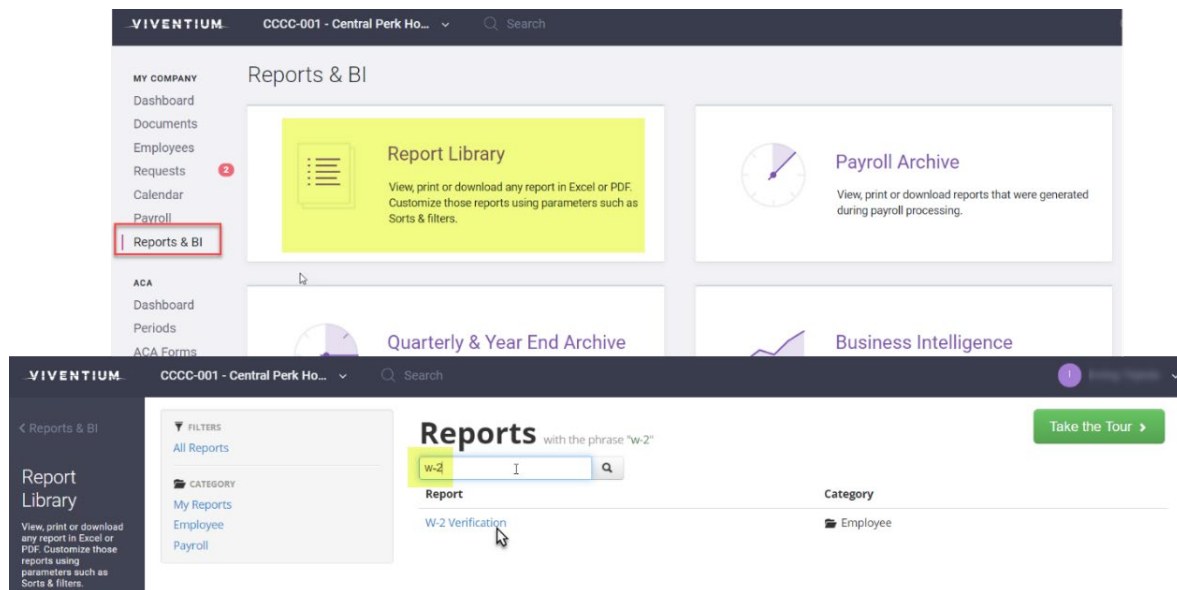 VIVENTIUM CCCC-001 - Central Perk Ho... Search
MY COMPANY
Dashboard
Documents
Employees
Requests 2
Calendar
Payroll
Reports & BI
ACA
Dashboard
Periods
ACA Forms
Reports & BI
Report Library
View, print or download any report in Excel or PDF.
Customize those reports using parameters such as
Sorts & filters.
Payroll Archive
View, print or download reports that were generated
during payroll processing.
Quarterly & Year End Archive
Business Intelligence
VIVENTIUM CCCC-001 - Central Perk Ho... Search I
< Reports & BI
Report
Library
View, print or download
any report in Excel or
PDF. Customize those
reports using
parameters such as
Sorts & filters.
FILTERS
All Reports
CATEGORY
My Reports
Employee
Payroll
Reports with the phrase "w-2"
w-2
Report Category
W-2 Verification Employee
Take the Tour >